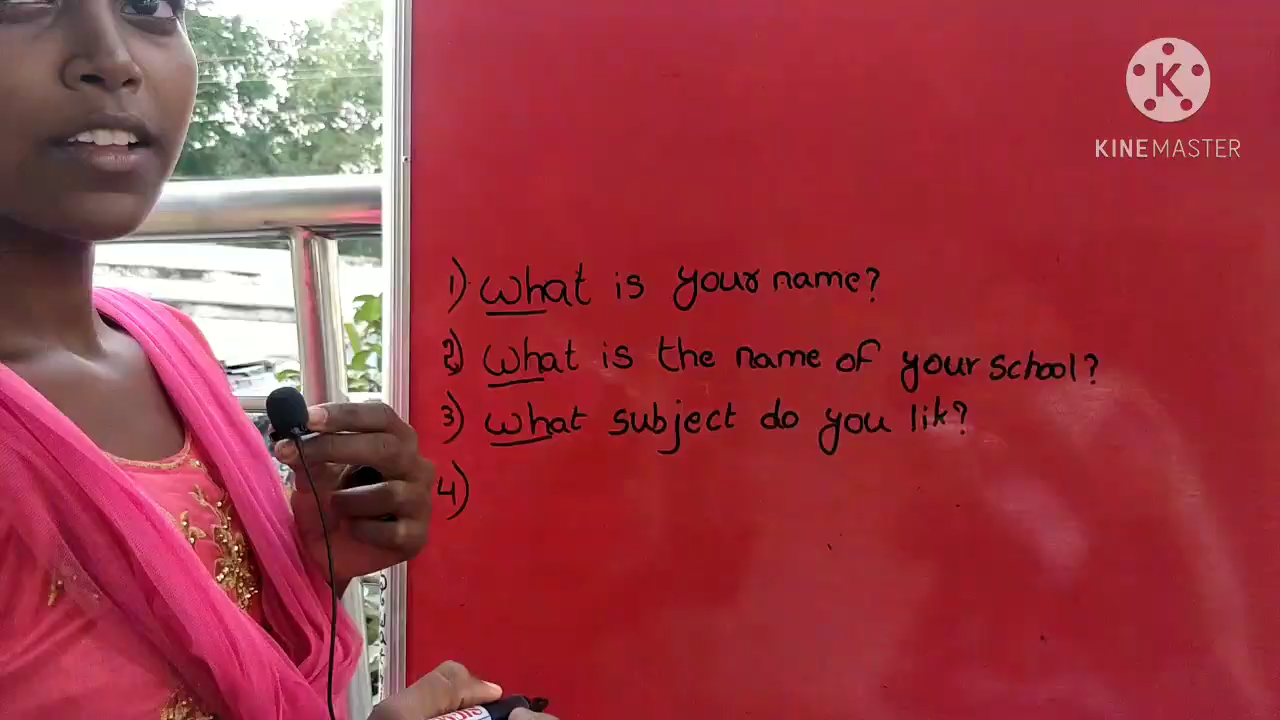 K
KINEMASTER
1) What is your name?
2) What is the name of your school?
3) What subject do you lik?
4)